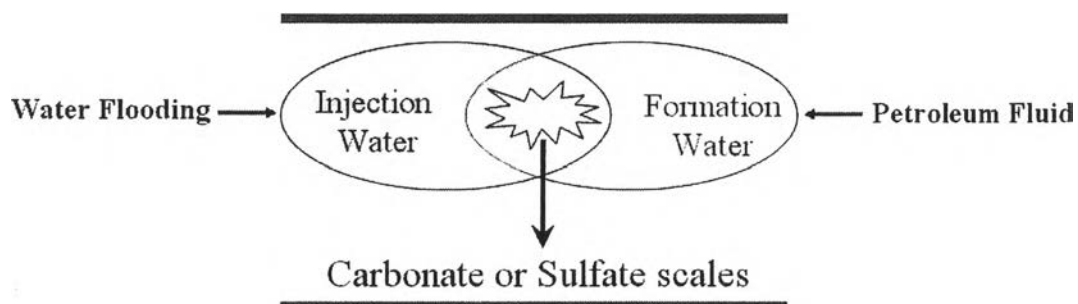 Water Flooding
Injection
Water
Formation
Water
Petroleum Fluid
Carbonate or Sulfate scales